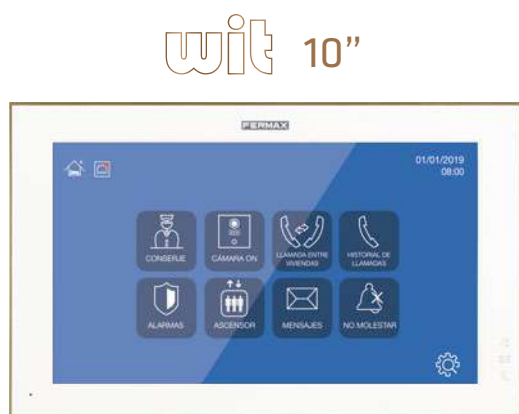 wit 10”
FERMAX
01/01/2019
08:00
CONSERJE
CÁMARA ON
LLAMADA ENTRE
VIVIENDAS
HISTORIAL DE
LLAMADAS
ALARMAS
ASCENSOR
MENSAJES
NO MOLESTAR